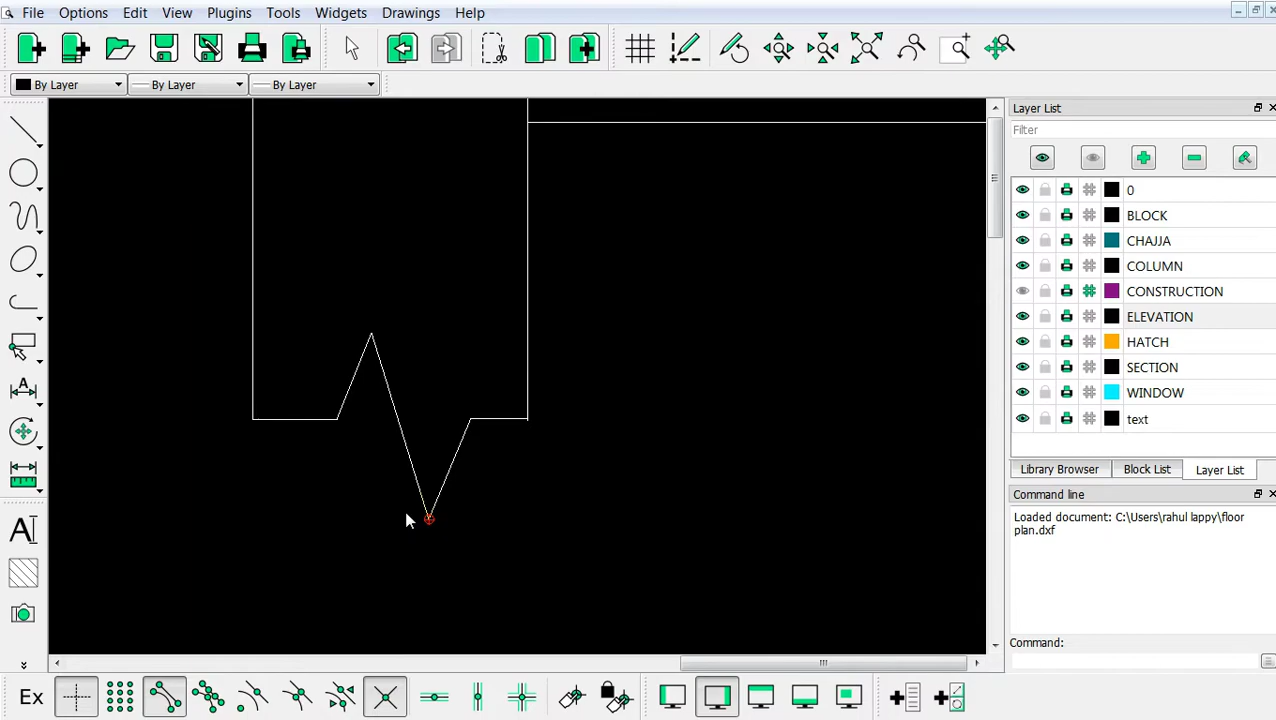 File Options Edit View Plugins Tools Widgets Drawings Help
By Layer By Layer By Layer
Layer List
Filter
0
BLOCK
CHAJJA
COLUMN
CONSTRUCTION
ELEVATION
HATCH
SECTION
WINDOW
text
Library Browser Block List Layer List
Command line
Loaded document: C:\Users\rahul lappy\floor
plan.dxf
Command:
A
A
Ex